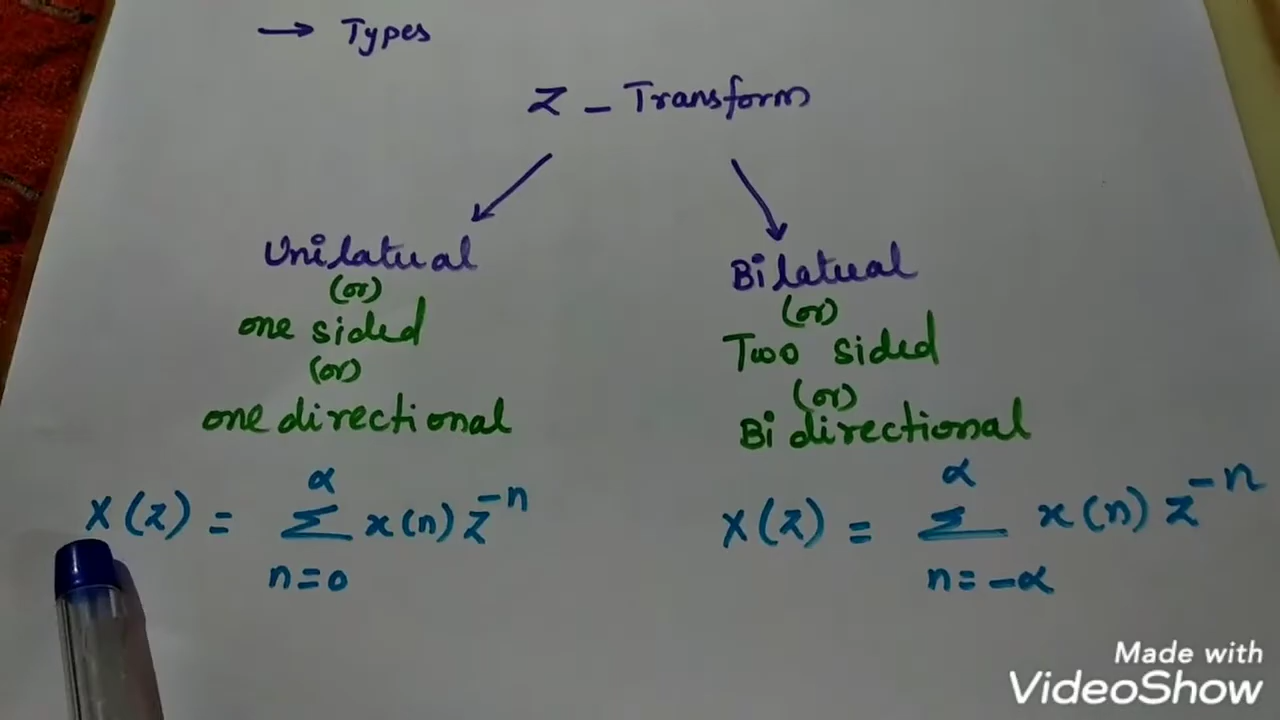 → Types
Z - Transform
Unilatual
(or)
one sided
(or)
one directional
X(z) = α Σ n=0 x(n) z^-n
Bilatual
(or)
Two sided
(or)
Bi directional
X(z) = α Σ n=-α x(n) z^-n
Made with
VideoShow